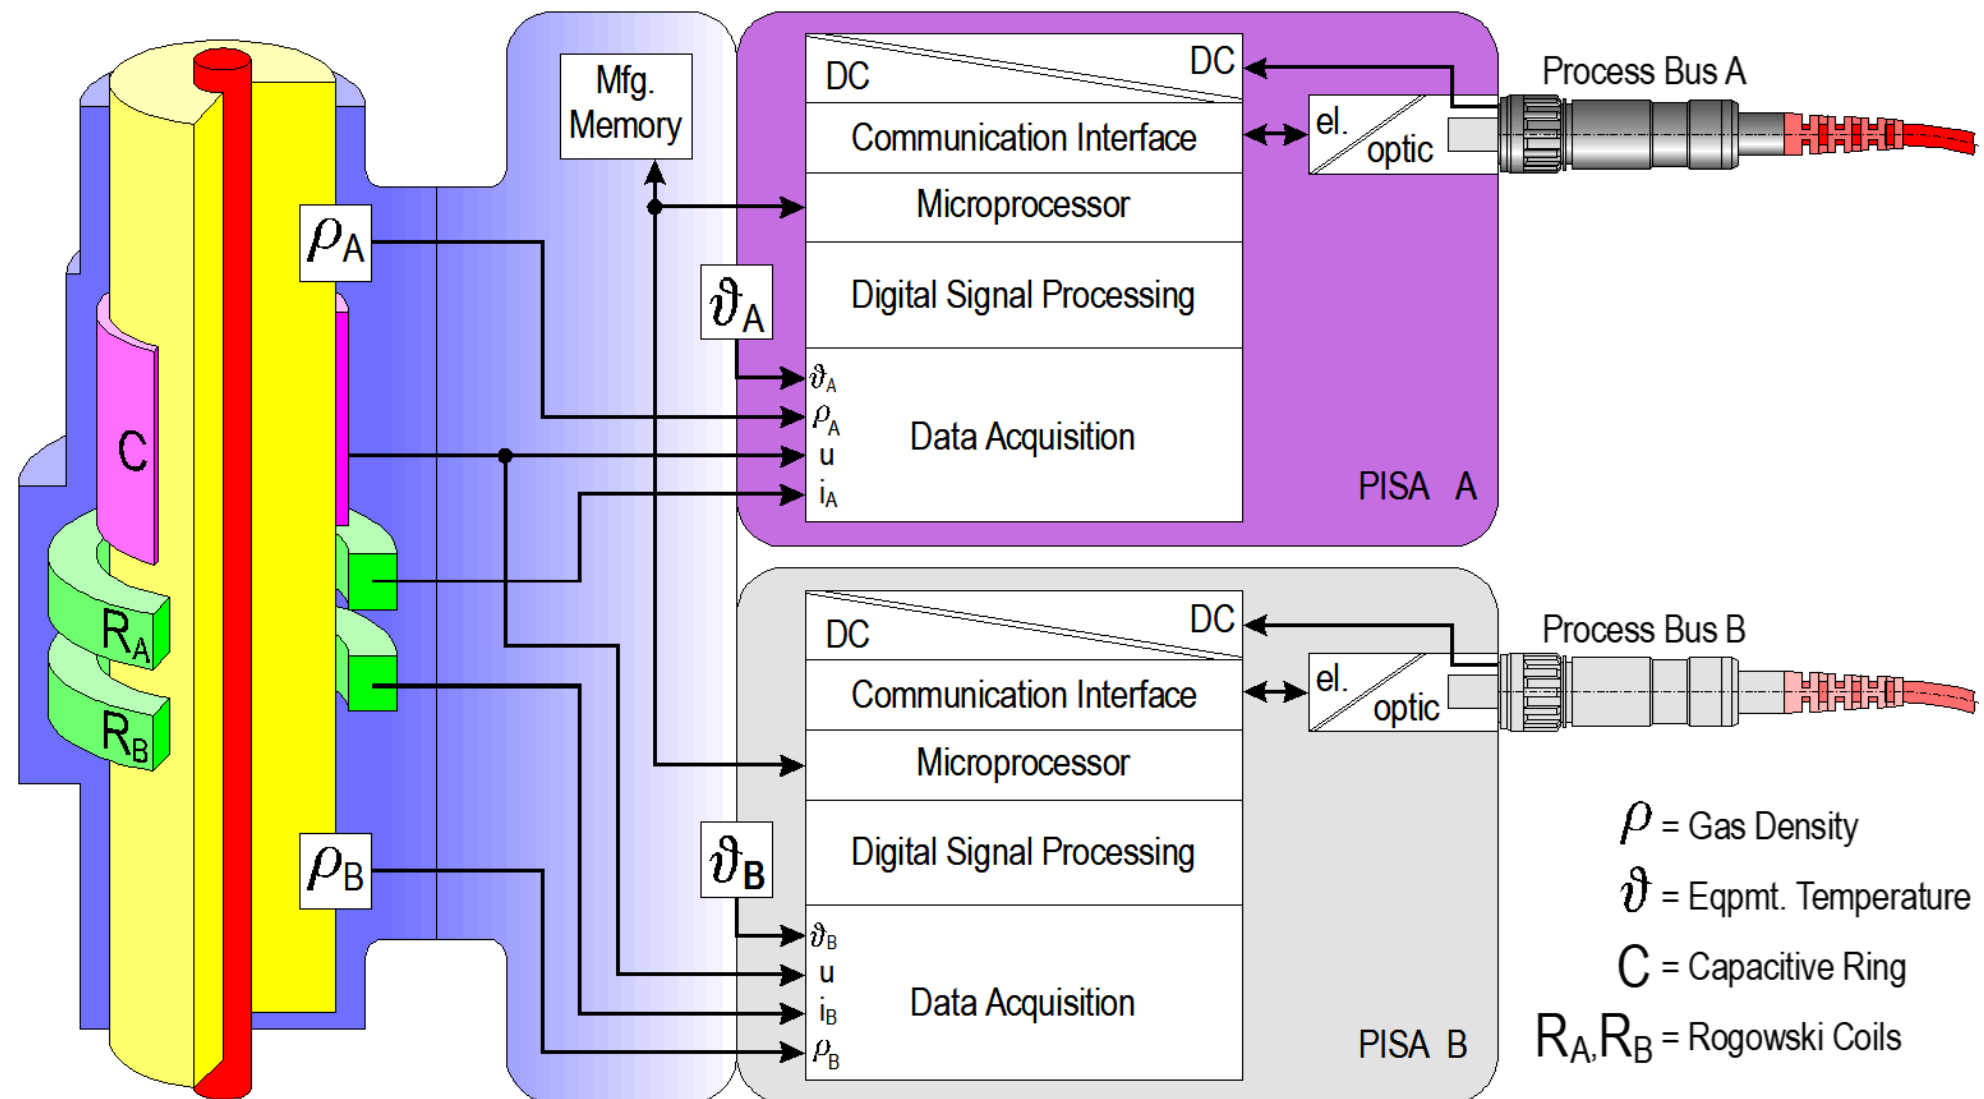 Mfg.
Memory
ρA
C
RA
RB
ρB
ϑA
ϑB
DC
DC
Communication Interface
Microprocessor
Digital Signal Processing
ϑA
ρA
u
iA
Data Acquisition
el.
optic
Process Bus A
PISA A
DC
DC
Communication Interface
Microprocessor
Digital Signal Processing
ϑB
u
iB
ρB
Data Acquisition
el.
optic
Process Bus B
PISA B
ρ = Gas Density
ϑ = Eqpmt. Temperature
C = Capacitive Ring
RA,RB = Rogowski Coils